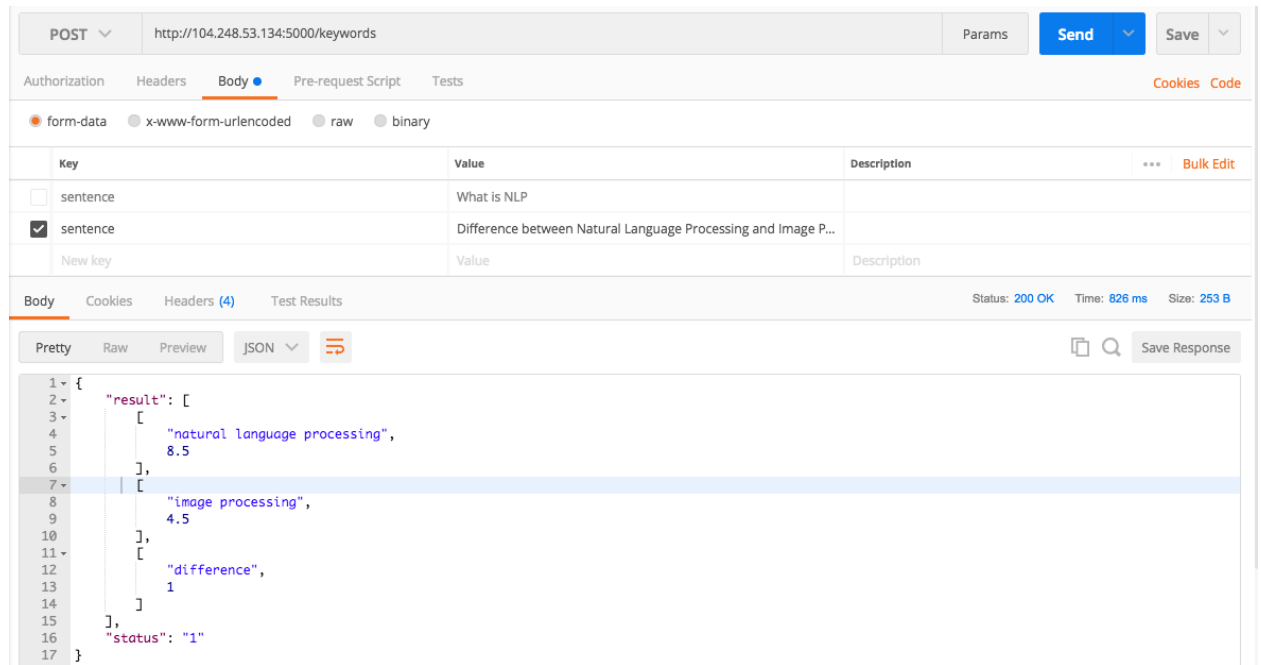 POST http://104.248.53.134:5000/keywords Params Send Save
Authorization Headers Body Pre-request Script Tests Cookies Code
form-data x-www-form-urlencoded raw binary
Key Value Description ••• Bulk Edit
sentence What is NLP
sentence Difference between Natural Language Processing and Image P...
New key Value Description
Body Cookies Headers (4) Test Results Status: 200 OK Time: 826 ms Size: 253 B
Pretty Raw Preview JSON Save Response
1 {
2 "result": [
3 [
4 "natural language processing",
5 8.5
6 ],
7 [
8 "image processing",
9 4.5
10 ],
11 [
12 "difference",
13 1
14 ]
15 ],
16 "status": "1"
17 }